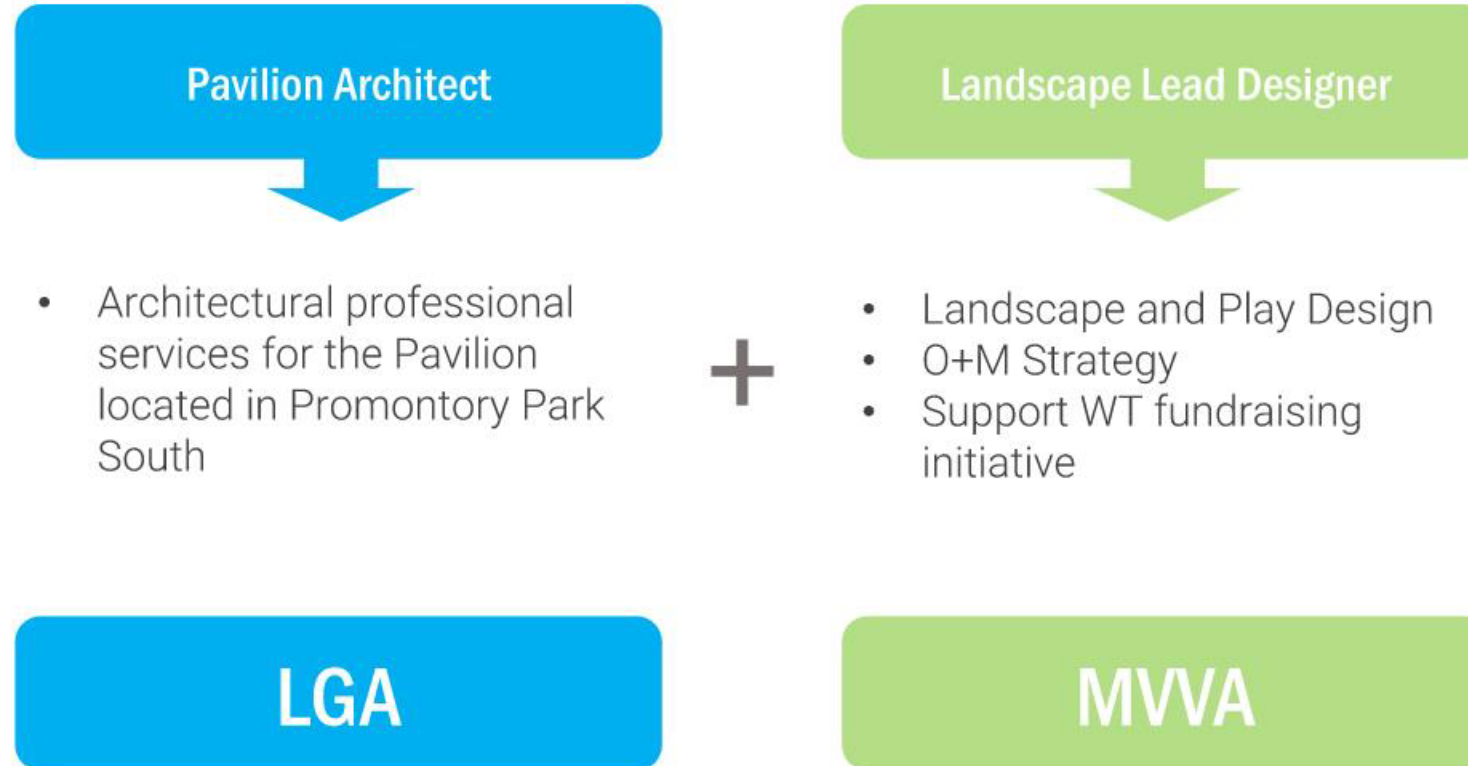 Pavilion Architect
• Architectural professional
services for the Pavilion
located in Promontory Park
South
+
Landscape Lead Designer
• Landscape and Play Design
• O+M Strategy
• Support WT fundraising
initiative
LGA
MVVA